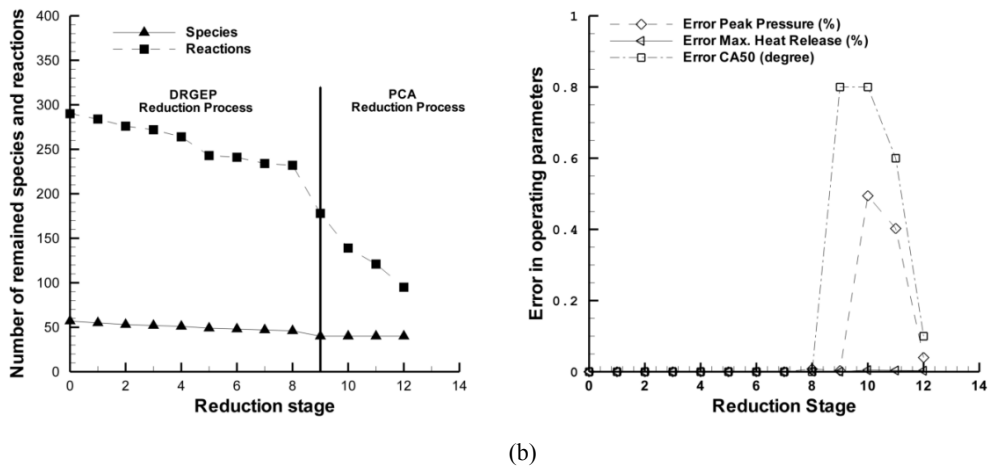 400
350
300
250
200
150
100
50
0
Number of remained species and reactions
Species
Reactions
DRGEP
Reduction Process
PCA
Reduction Process
0 2 4 6 8 10 12 14
Reduction stage
1
0.8
0.6
0.4
0.2
0
Error in operating parameters
Error Peak Pressure (%)
Error Max. Heat Release (%)
Error CA50 (degree)
0 2 4 6 8 10 12 14
Reduction Stage
(b)